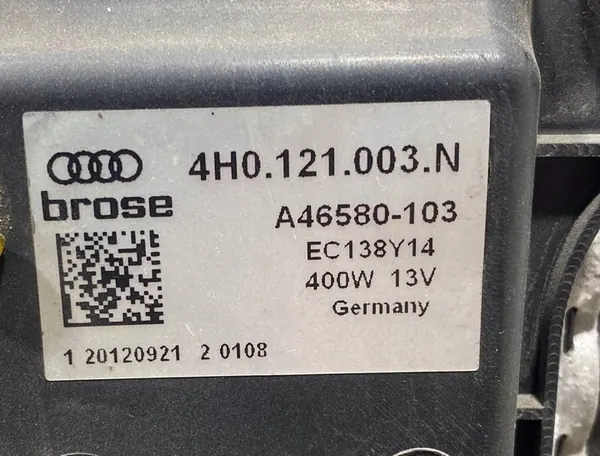 4H0.121.003.N
brose
A46580-103
EC138Y14
400W 13V
Germany
1 20120921 2 0108